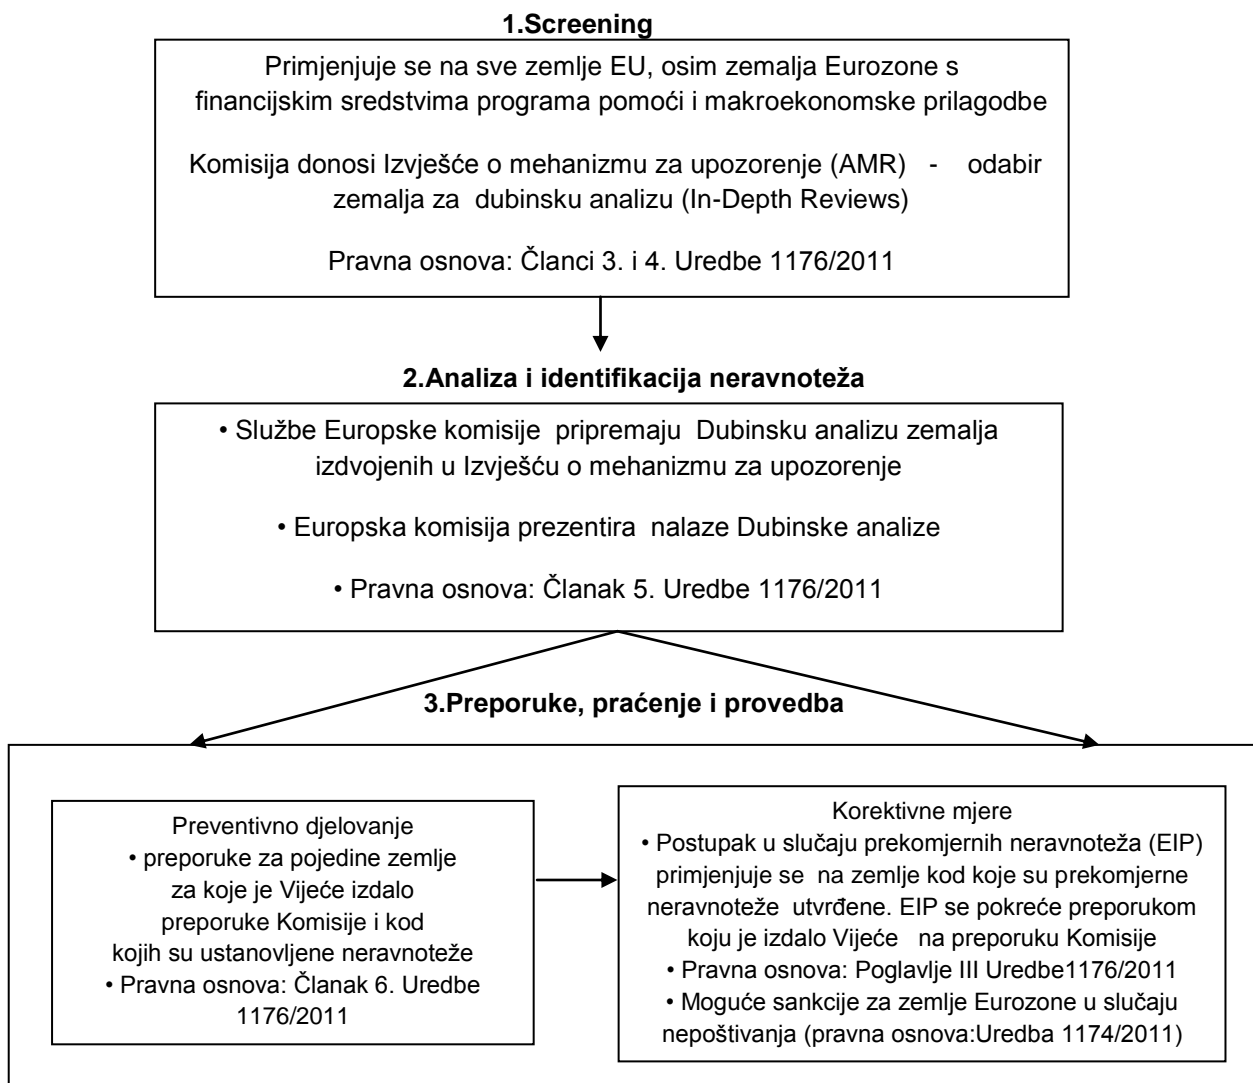 1.Screening
Primjenjuje se na sve zemlje EU, osim zemalja Eurozone s
financijskim sredstvima programa pomoći i makroekonomske prilagodbe
Komisija donosi Izvješće o mehanizmu za upozorenje (AMR) - odabir
zemalja za dubinsku analizu (In-Depth Reviews)
Pravna osnova: Članci 3. i 4. Uredbe 1176/2011
2.Analiza i identifikacija neravnoteža
• Službe Europske komisije pripremaju Dubinsku analizu zemalja
izdvojenih u Izvješću o mehanizmu za upozorenje
• Europska komisija prezentira nalaze Dubinske analize
• Pravna osnova: Članak 5. Uredbe 1176/2011
3.Preporuke, praćenje i provedba
Preventivno djelovanje
• preporuke za pojedine zemlje
za koje je Vijeće izdalo
preporuke Komisije i kod
kojih su ustanovljene neravnoteže
• Pravna osnova: Članak 6. Uredbe
1176/2011
Korektivne mjere
• Postupak u slučaju prekomjernih neravnoteža (EIP)
primjenjuje se na zemlje kod koje su prekomjerne
neravnoteže utvrđene. EIP se pokreće preporukom
koju je izdalo Vijeće na preporuku Komisije
• Pravna osnova: Poglavlje III Uredbe1176/2011
• Moguće sankcije za zemlje Eurozone u slučaju
nepoštivanja (pravna osnova:Uredba 1174/2011)